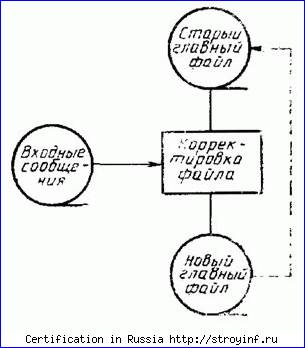 Старый
главный
файл
Входные
сообще-
ния
Коррек-
тировка
файла
Новый
главный
файл
Certification in Russia http://stroyinf.ru